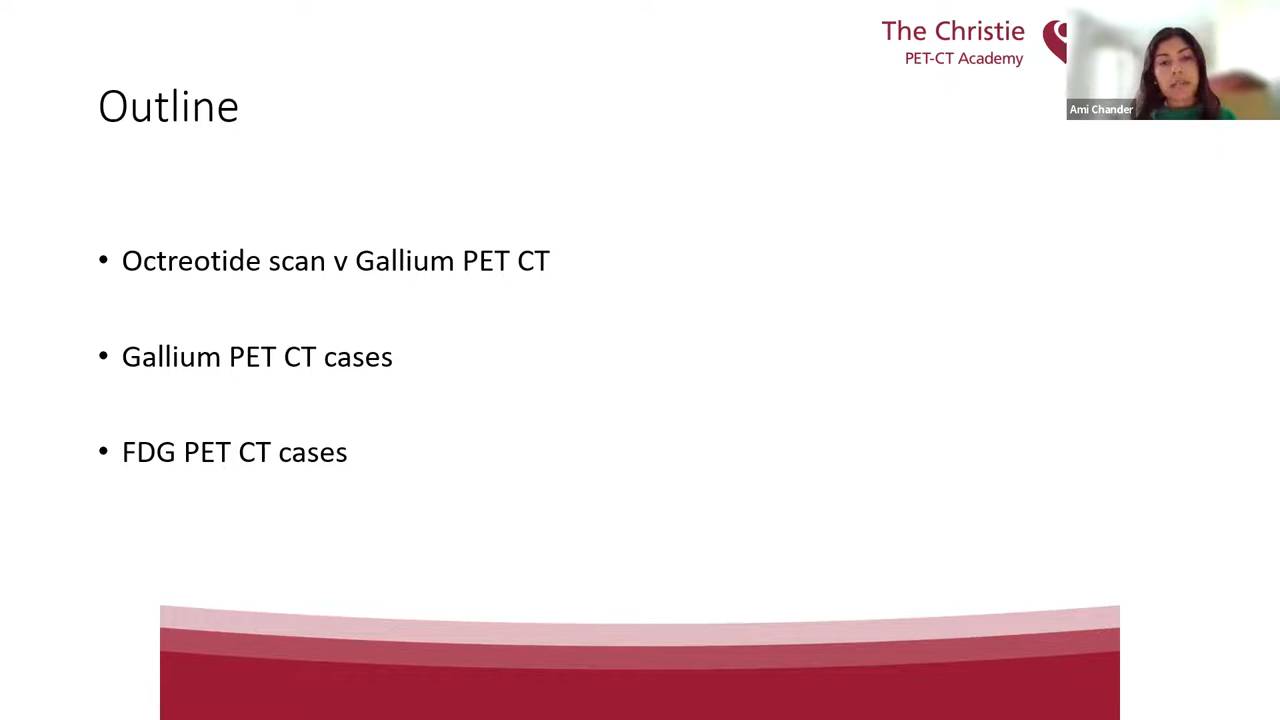 The Christie
PET-CT Academy
Ami Chander
Outline
• Octreotide scan v Gallium PET CT
• Gallium PET CT cases
• FDG PET CT cases